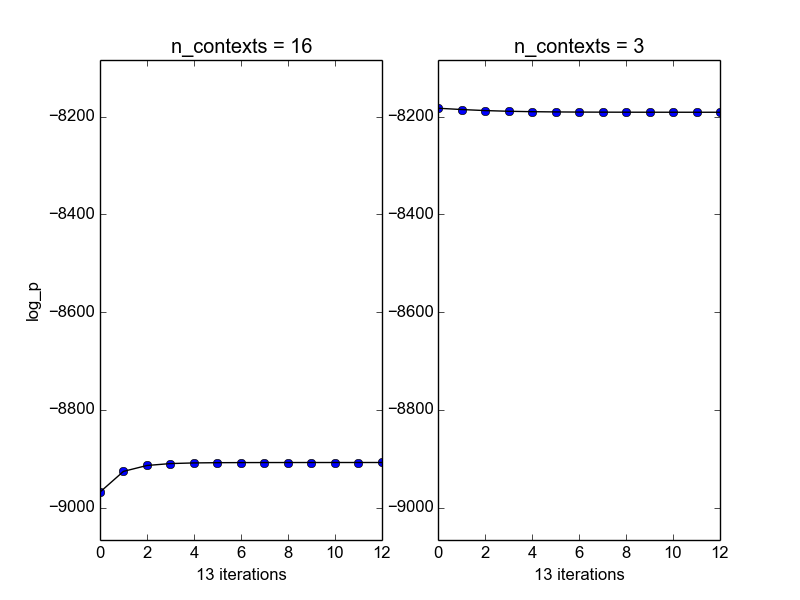 n_contexts = 16
n_contexts = 3
−8200
−8400
−8600
−8800
−9000
log_p
0 2 4 6 8 10 12
13 iterations
−8200
−8400
−8600
−8800
−9000
0 2 4 6 8 10 12
13 iterations